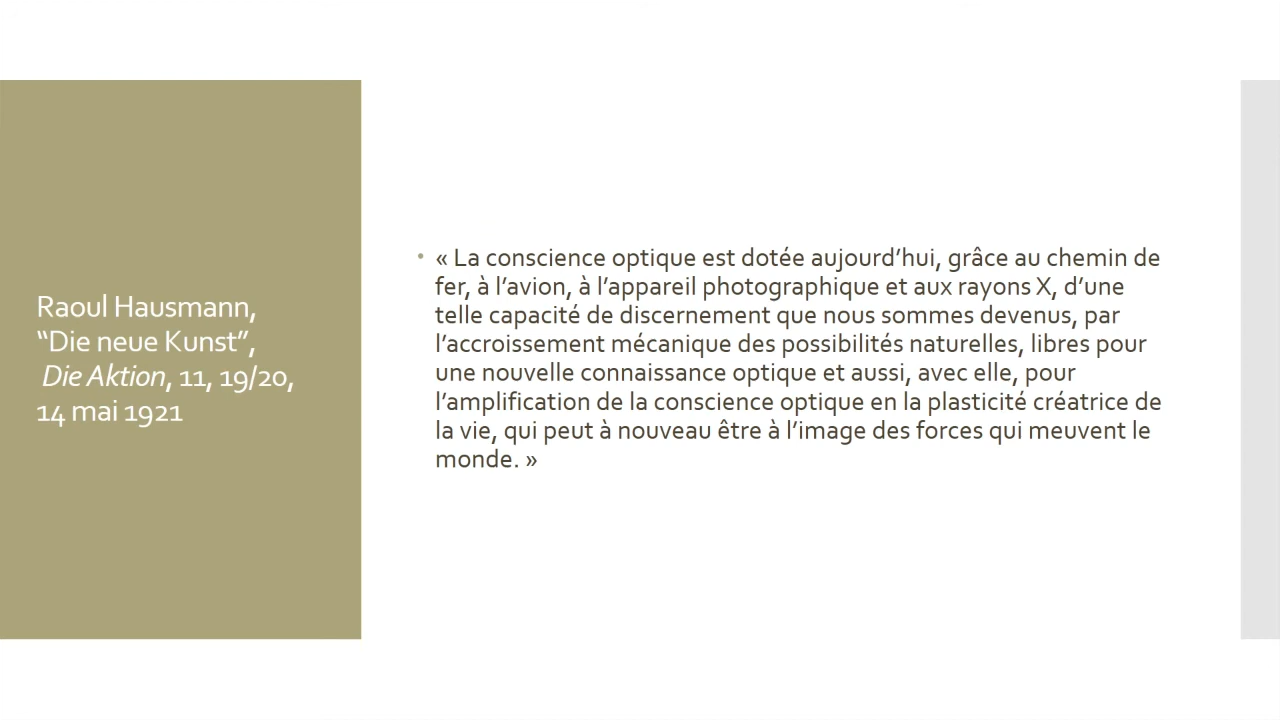 Raoul Hausmann,
“Die neue Kunst”,
Die Aktion, 11, 19/20,
14 mai 1921
• « La conscience optique est dotée aujourd’hui, grâce au chemin de
fer, à l’avion, à l’appareil photographique et aux rayons X, d’une
telle capacité de discernement que nous sommes devenus, par
l’accroissement mécanique des possibilités naturelles, libres pour
une nouvelle connaissance optique et aussi, avec elle, pour
l’amplification de la conscience optique en la plasticité créatrice de
la vie, qui peut à nouveau être à l’image des forces qui meuvent le
monde. »